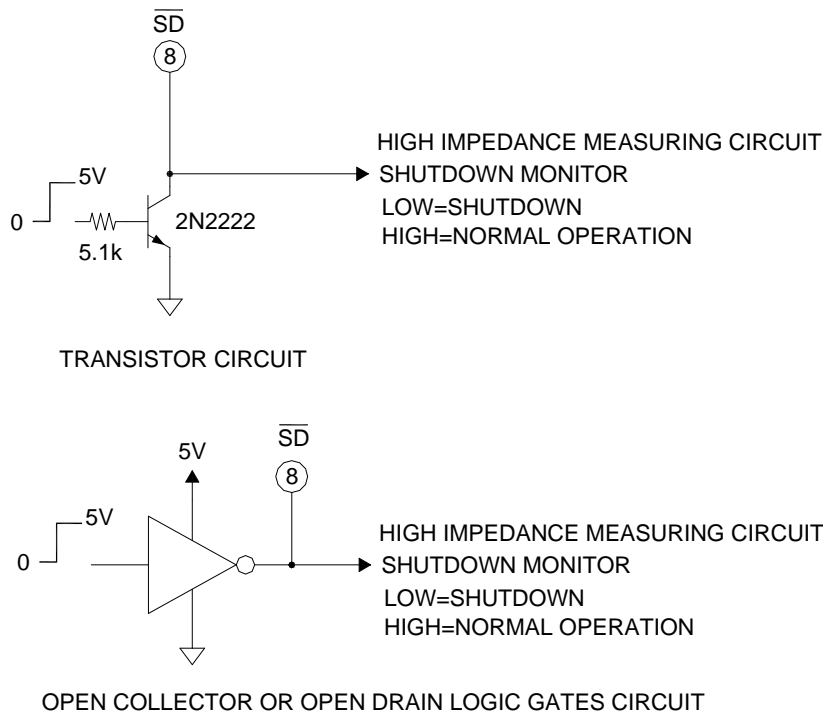 SD
8
HIGH IMPEDANCE MEASURING CIRCUIT
5V
SHUTDOWN MONITOR
0
2N2222
LOW=SHUTDOWN
5.1k
HIGH=NORMAL OPERATION
TRANSISTOR CIRCUIT
SD
5V
8
5V
HIGH IMPEDANCE MEASURING CIRCUIT
0
SHUTDOWN MONITOR
LOW=SHUTDOWN
HIGH=NORMAL OPERATION
OPEN COLLECTOR OR OPEN DRAIN LOGIC GATES CIRCUIT